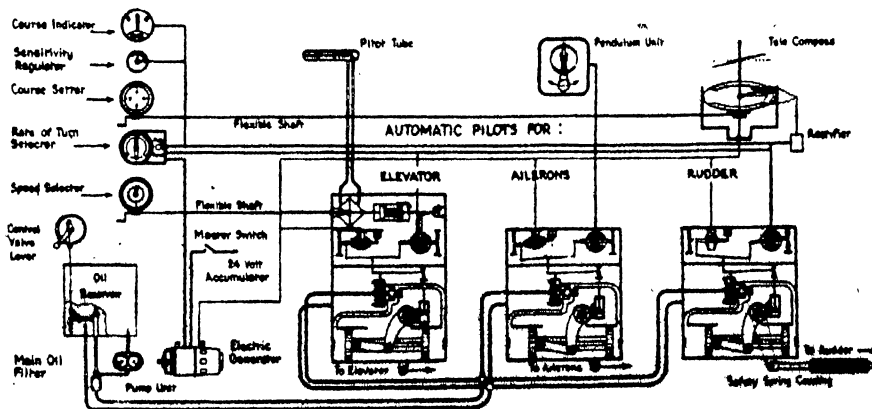 Course Indicator
Sensitivity
Regulator
Course Setter
Rate of Turn
Selector
Speed Selector
Control
Valve
Lever
Oil
Reservoir
Main Oil
Filter
Pump Unit
Electric
Generator
Master Switch
24 Volt
Accumulator
Flexible Shaft
Flexible Shaft
Pitot Tube
Pendulum Unit
Tele Compass
Rectifier
AUTOMATIC PILOTS FOR :
ELEVATOR
AILERONS
RUDDER
To Elevator
To Ailerons
To Rudder
Safety Spring Coupling